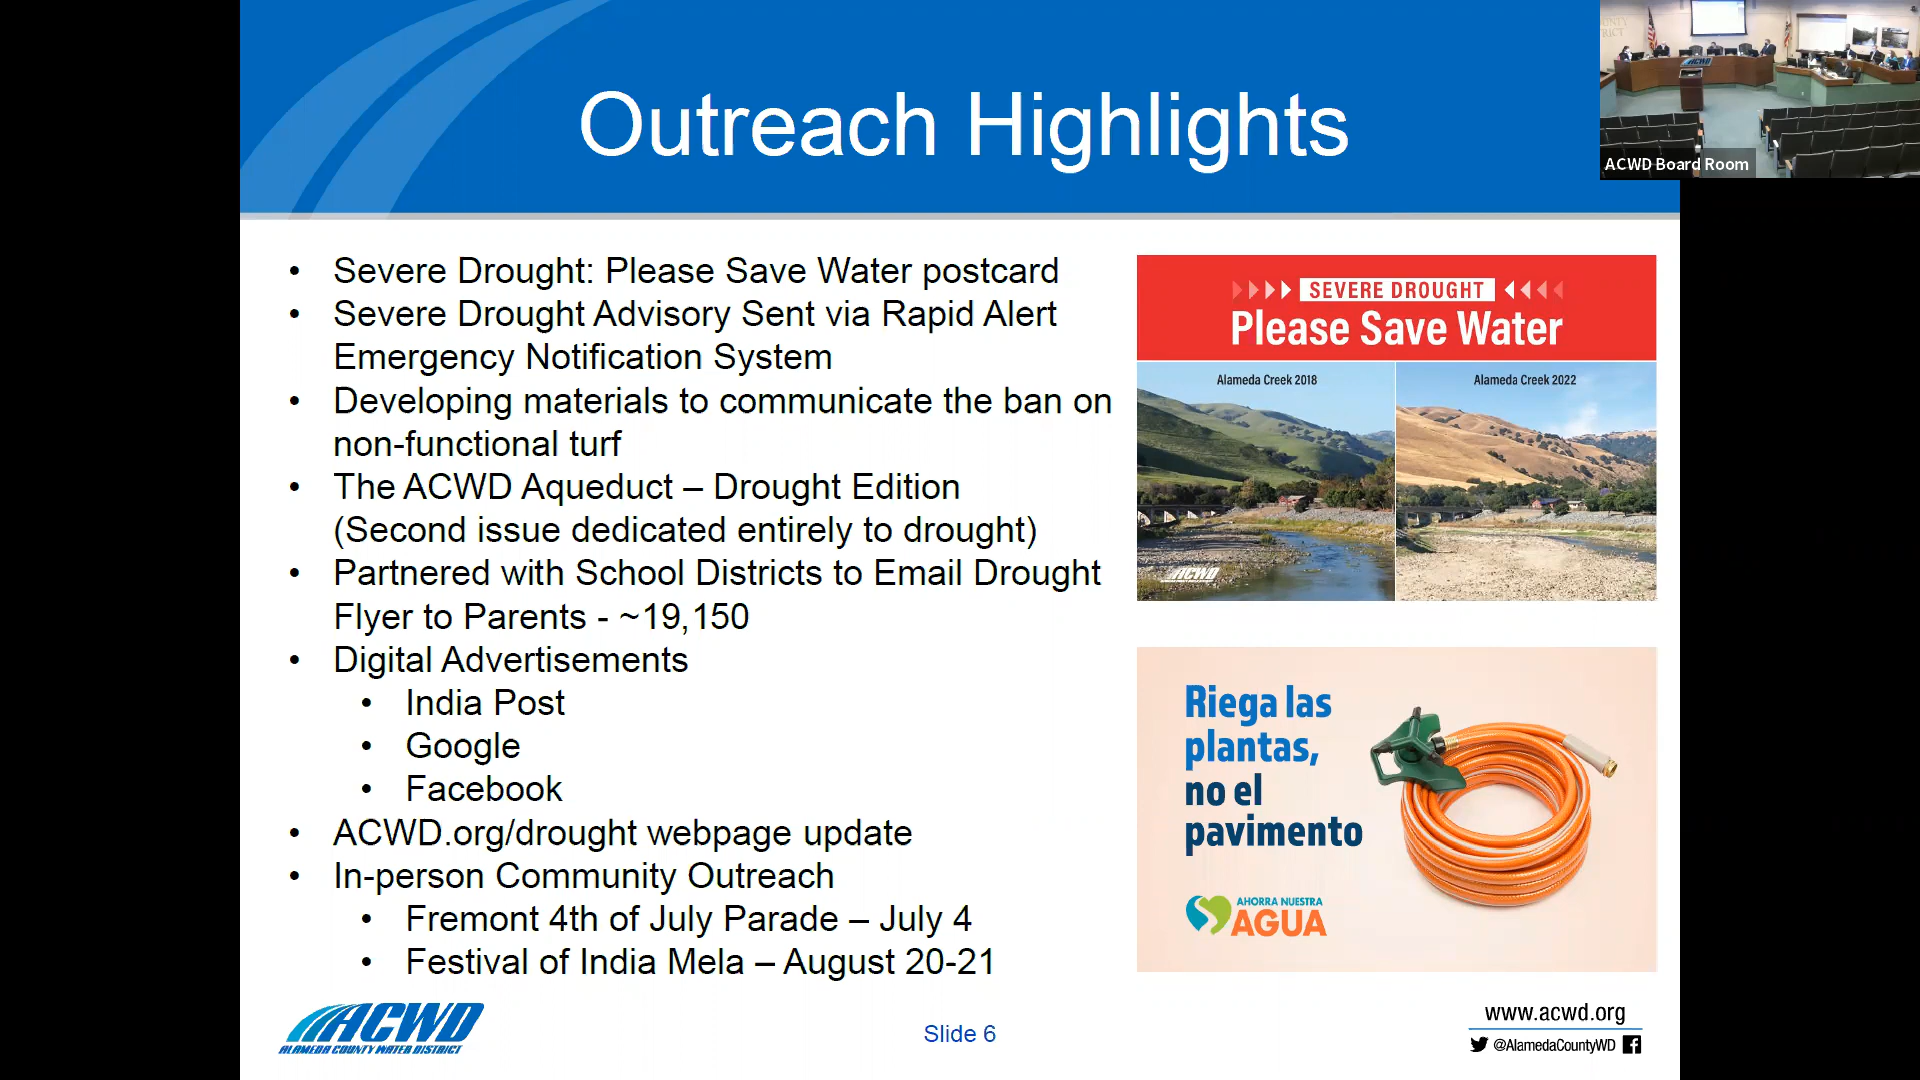 Outreach Highlights
ACWD
ACWD Board Room
• Severe Drought: Please Save Water postcard
• Severe Drought Advisory Sent via Rapid Alert
Emergency Notification System
• Developing materials to communicate the ban on
non-functional turf
• The ACWD Aqueduct – Drought Edition
(Second issue dedicated entirely to drought)
• Partnered with School Districts to Email Drought
Flyer to Parents - ~19,150
• Digital Advertisements
• India Post
• Google
• Facebook
• ACWD.org/drought webpage update
• In-person Community Outreach
• Fremont 4th of July Parade – July 4
• Festival of India Mela – August 20-21
SEVERE DROUGHT
Please Save Water
Alameda Creek 2018
Alameda Creek 2022
ACWD
Riega las
plantas,
no el
pavimento
AHORRA NUESTRA
AGUA
ACWD
ALAMEDA COUNTY WATER DISTRICT
Slide 6
www.acwd.org
@AlamedaCountyWD